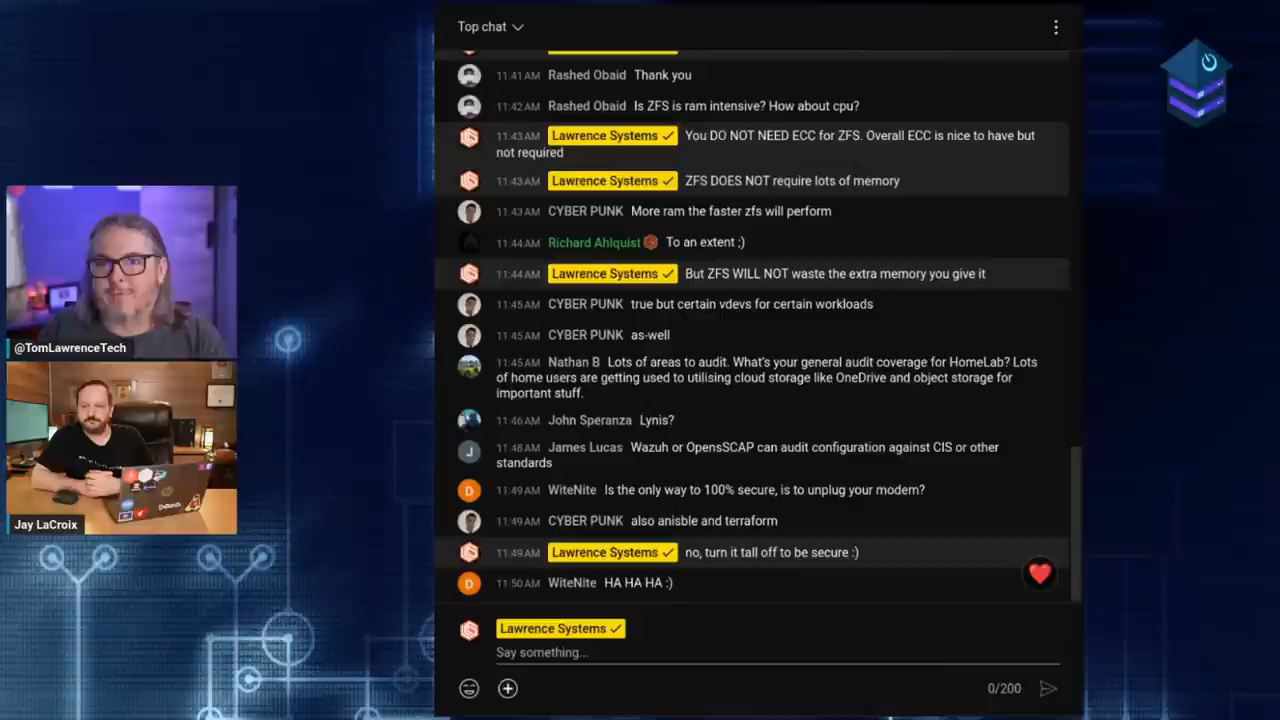 Top chat
11:41 AM Rashed Obaid Thank you
11:42 AM Rashed Obaid Is ZFS is ram intensive? How about cpu?
11:43 AM Lawrence Systems You DO NOT NEED ECC for ZFS. Overall ECC is nice to have but
not required
11:43 AM Lawrence Systems ZFS DOES NOT require lots of memory
11:43 AM CYBER PUNK More ram the faster zfs will perform
11:44 AM Richard Ahlquist To an extent ;)
11:44 AM Lawrence Systems But ZFS WILL NOT waste the extra memory you give it
11:45 AM CYBER PUNK true but certain vdevs for certain workloads
11:45 AM CYBER PUNK as-well
11:45 AM Nathan B Lots of areas to audit. What's your general audit coverage for HomeLab? Lots
of home users are getting used to utilising cloud storage like OneDrive and object storage for
important stuff.
11:46 AM John Speranza Lynis?
J
11:48 AM James Lucas Wazuh or OpensSCAP can audit configuration against CIS or other
standards
D
11:49 AM WiteNite Is the only way to 100% secure, is to unplug your modem?
11:49 AM CYBER PUNK also anisble and terraform
11:49 AM Lawrence Systems no, turn it tall off to be secure :)
D
11:50 AM WiteNite HA HA HA :)
Lawrence Systems
Say something...
0/200
@TomLawrenceTech
Jay LaCroix